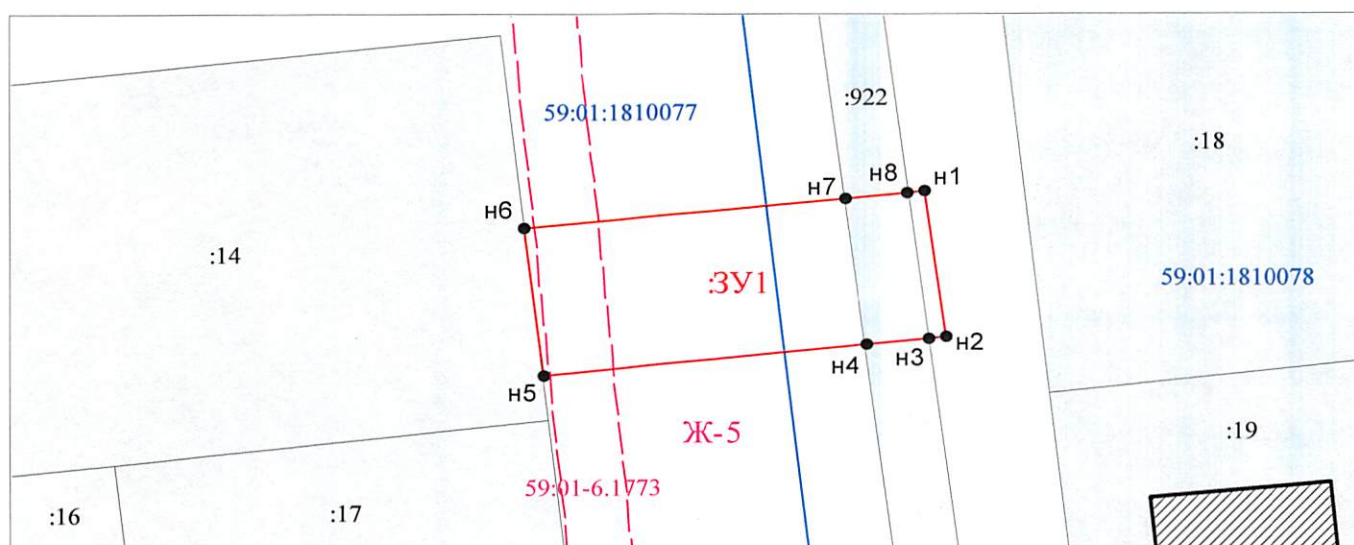 59:01:1810077
:922
:18
н8
н1
н7
н6
:14
:ЗУ1
59:01:1810078
н2
н3
н4
н5
Ж-5
:19
59:01-6.1773
:16
:17